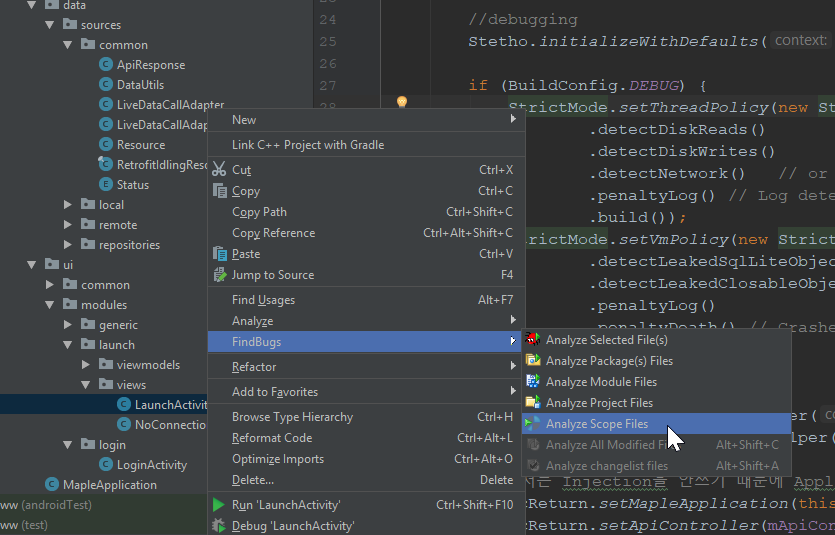 data
sources
common
ApiResponse
DataUtils
LiveDataCallAdapter
LiveDataCallAdap
Resource
RetrofitIdlingReso
Status
local
remote
repositories
ui
common
modules
generic
launch
viewmodels
views
LaunchActivit
NoConnectio
login
LoginActivity
MapleApplication
ww (androidTest)
ww (test)
24
//debugging
25 Stetho.initializeWithDefaults( context:
26
27 if (BuildConfig.DEBUG) {
28 StrictMode.setThreadPolicy(new St
.detectDiskReads()
.detectDiskWrites()
.detectNetwork() // or
.penaltyLog() // Log dete
.build());
rictMode.setVmPolicy(new Strict
.detectLeakedSqlLiteObjec
.detectLeakedClosableObje
.penaltyLog()
.penaltyDeath() // Crashe
New
Link C++ Project with Gradle
Cut Ctrl+X
Copy Ctrl+C
Copy Path Ctrl+Shift+C
Copy Reference Ctrl+Alt+Shift+C
Paste Ctrl+V
Jump to Source F4
Find Usages Alt+F7
Analyze
FindBugs
Refactor
Add to Favorites
Browse Type Hierarchy Ctrl+H
Reformat Code Ctrl+Alt+L
Optimize Imports Ctrl+Alt+O
Delete... Delete
Run 'LaunchActivity' Ctrl+Shift+F10
Debug 'LaunchActivity'
Analyze Selected File(s)
Analyze Package(s) Files
Analyze Module Files
Analyze Project Files
Analyze Scope Files
Analyze All Modified Fi Alt+Shift+C
Analyze changelist files Alt+Shift+A
er( co
lper(
서는 Injection을 안쓰기 때문에 Appl
cReturn.setMapleApplication(this
cReturn.setApiController(mApiCon